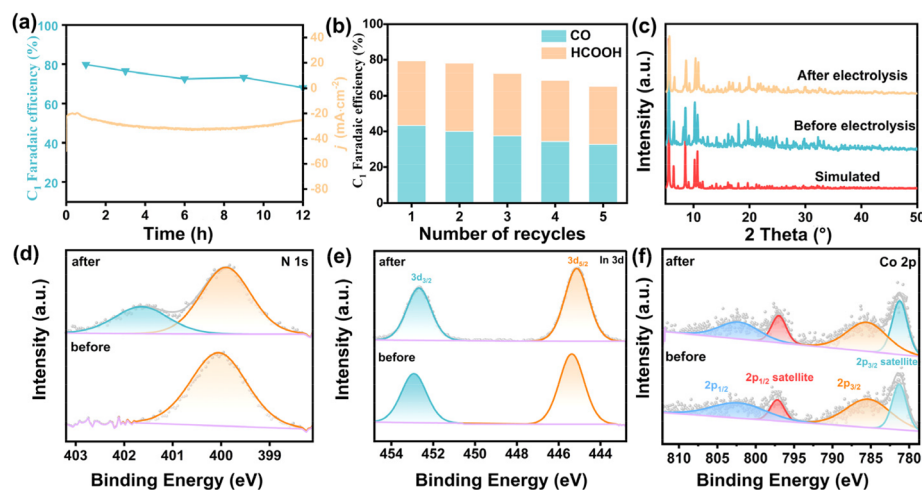 (a)
C₁ Faradaic efficiency (%)
100
80
60
40
20
40
20
0
-20
-40
-60
-80
j (mA·cm⁻²)
0
2
4
6
8
10
12
Time (h)
(b)
C₁ Faradaic efficiency (%)
100
80
60
40
20
0
CO
HCOOH
1
2
3
4
5
Number of recycles
(c)
Intensity (a.u.)
After electrolysis
Before electrolysis
Simulated
10
20
30
40
50
2 Theta (°)
(d)
Intensity (a.u.)
after
N 1s
before
403
402
401
400
399
Binding Energy (eV)
(e)
Intensity (a.u.)
after
In 3d
3d₃/₂
3d₅/₂
before
454
452
450
448
446
444
Binding Energy (eV)
(f)
Intensity (a.u.)
after
Co 2p
before
2p₁/₂
2p₁/₂ satellite
2p₃/₂
2p₃/₂ satellite
810
805
800
795
790
785
780
Binding Energy (eV)